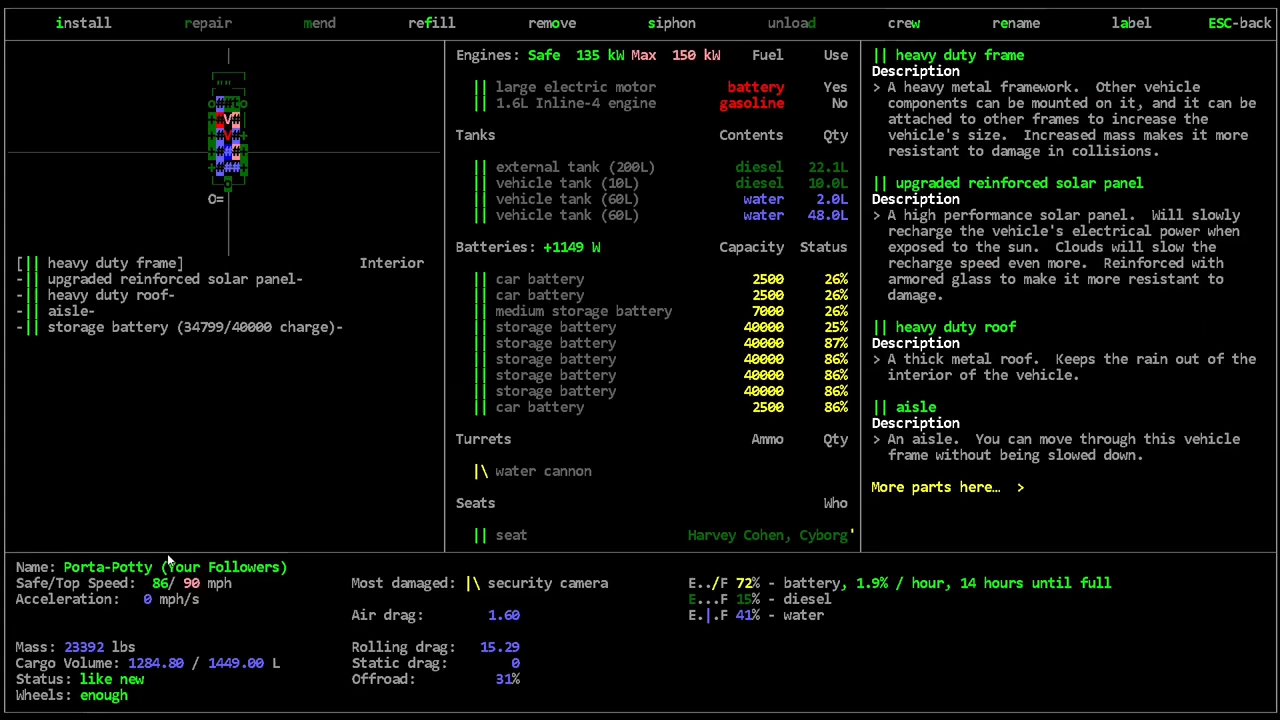 install repair mend refill remove siphon unload crew rename label ESC-back
[|| heavy duty frame] Interior
-|| upgraded reinforced solar panel-
-|| heavy duty roof-
-|| aisle-
-|| storage battery (34799/40000 charge)-
Engines: Safe 135 kW Max 150 kW Fuel Use
|| large electric motor battery Yes
|| 1.6L Inline-4 engine gasoline No
Tanks Contents Qty
|| external tank (200L) diesel 22.1L
|| vehicle tank (10L) diesel 10.0L
|| vehicle tank (60L) water 2.0L
|| vehicle tank (60L) water 48.0L
Batteries: +1149 W Capacity Status
|| car battery 2500 26%
|| car battery 2500 26%
|| medium storage battery 7000 26%
|| storage battery 40000 25%
|| storage battery 40000 87%
|| storage battery 40000 86%
|| storage battery 40000 86%
|| storage battery 40000 86%
|| car battery 2500 86%
Turrets Ammo Qty
|\ water cannon
Seats Who
|| seat Harvey Cohen, Cyborg'
|| heavy duty frame
Description
> A heavy metal framework. Other vehicle
components can be mounted on it, and it can be
attached to other frames to increase the
vehicle's size. Increased mass makes it more
resistant to damage in collisions.
|| upgraded reinforced solar panel
Description
> A high performance solar panel. Will slowly
recharge the vehicle's electrical power when
exposed to the sun. Clouds will slow the
recharge speed even more. Reinforced with
armored glass to make it more resistant to
damage.
|| heavy duty roof
Description
> A thick metal roof. Keeps the rain out of the
interior of the vehicle.
|| aisle
Description
> An aisle. You can move through this vehicle
frame without being slowed down.
More parts here… >
Name: Porta-Potty (Your Followers)
Safe/Top Speed: 86/ 90 mph
Acceleration: 0 mph/s
Mass: 23392 lbs
Cargo Volume: 1284.80 / 1449.00 L
Status: like new
Wheels: enough
Most damaged: |\ security camera
Air drag: 1.60
Rolling drag: 15.29
Static drag: 0
Offroad: 31%
E../F 72% - battery, 1.9% / hour, 14 hours until full
E...F 15% - diesel
E.|.F 41% - water